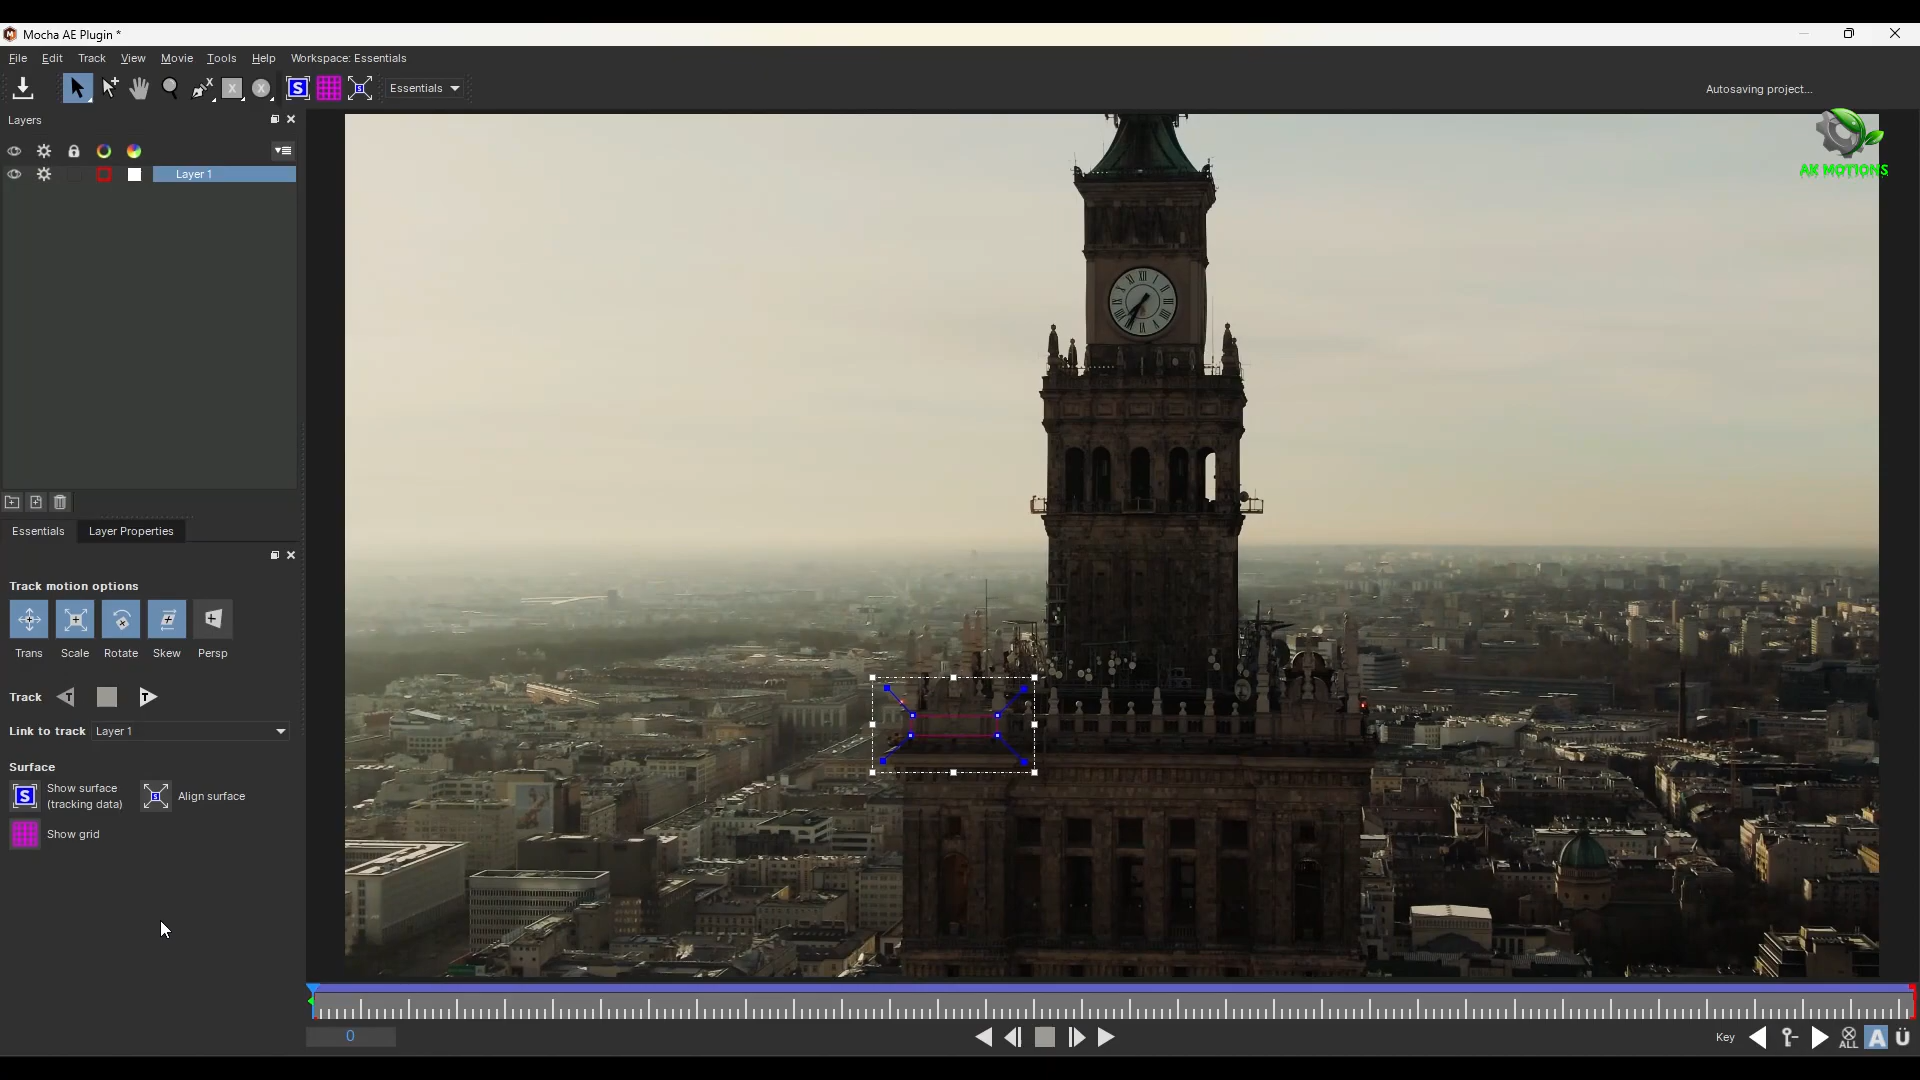 Mocha AE Plugin *
File Edit Track View Movie Tools Help Workspace: Essentials
Essentials
Autosaving project...
AK MOTIONS
Layers
Layer 1
Essentials Layer Properties
Track motion options
Trans Scale Rotate Skew Persp
Track
Link to track Layer 1
Surface
Show surface
(tracking data)
Align surface
Show grid
0
Key
ALL
A
Ü